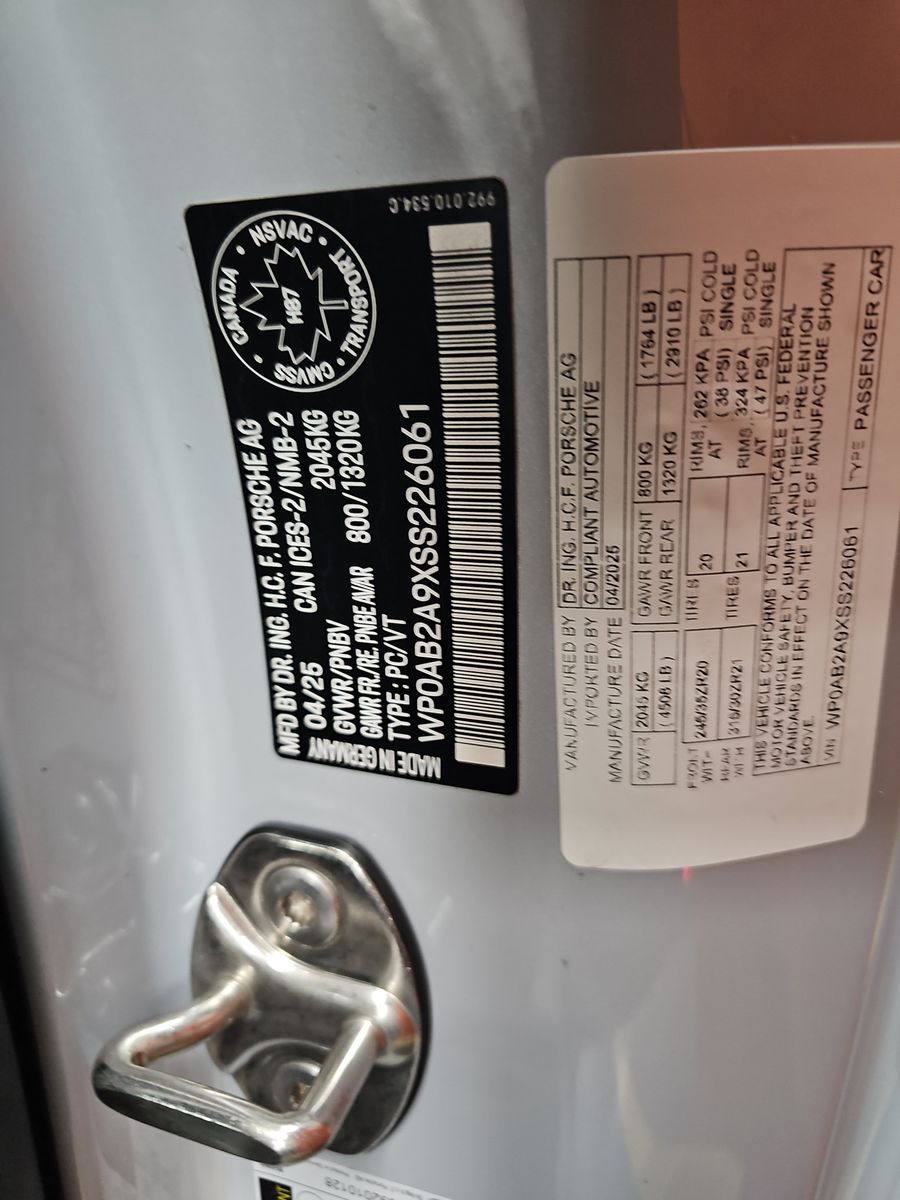 MFD BY DR. ING. H.C. F. PORSCHE AG
04/25 CAN ICES-2/NMB-2
GVWR/PNBV 2045KG
GAWR FR./RE. PNBE AV/AR 800/1320KG
TYPE : PC/VT
WP0AB2A9XSS226061
MADE IN GERMANY
CANADA • NSVAC • TRANSPORT • CMVSS •
H87
992.010.534.C
MANUFACTURED BY DR. ING. H.C.F. PORSCHE AG
IMPORTED BY COMPLIANT AUTOMOTIVE
MANUFACTURE DATE 04/2025
GVWR 2045 KG GAWR FRONT 800 KG ( 1764 LB )
( 4508 LB ) GAWR REAR 1320 KG ( 2910 LB )
FRONT 245/35ZR20 TIRES 20 RIMS, 262 KPA PSI COLD
WITH AT ( 38 PSI) SINGLE
REAR 315/30ZR21 TIRES 21 RIMS, 324 KPA PSI COLD
WITH AT ( 47 PSI) SINGLE
THIS VEHICLE CONFORMS TO ALL APPLICABLE U.S. FEDERAL
MOTOR VEHICLE SAFETY, BUMPER AND THEFT PREVENTION
STANDARDS IN EFFECT ON THE DATE OF MANUFACTURE SHOWN
ABOVE.
VIN WP0AB2A9XSS226061 TYPE PASSENGER CAR